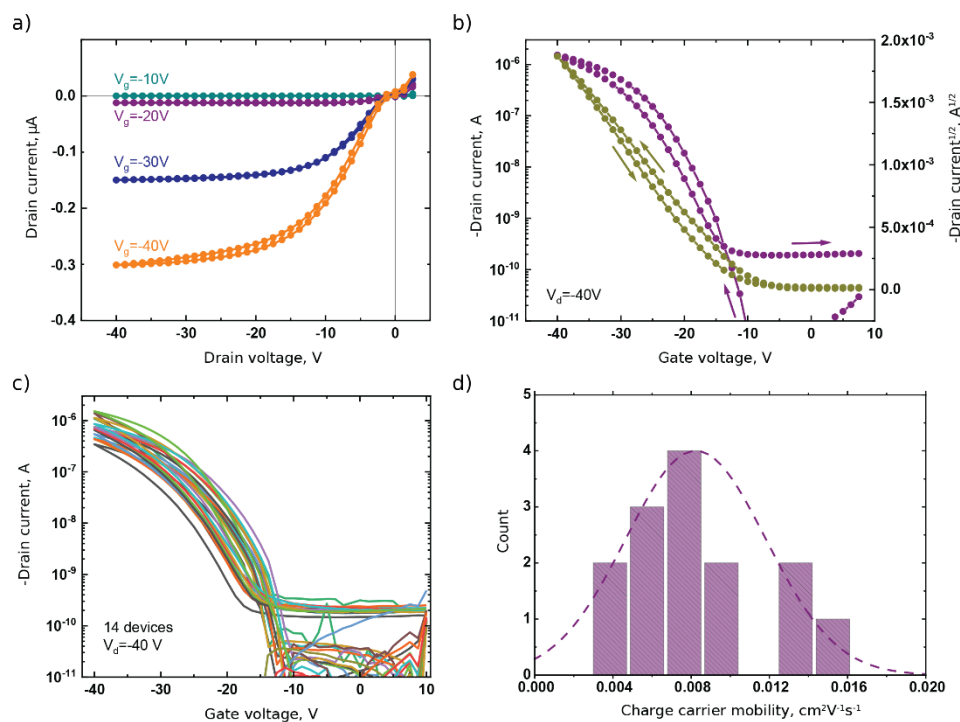 a)
V_g=-10V
V_g=-20V
V_g=-30V
V_g=-40V
0.0
-0.1
-0.2
-0.3
-0.4
Drain current, µA
-40
-30
-20
-10
0
10
Drain voltage, V
b)
10⁻⁶
10⁻⁷
10⁻⁸
10⁻⁹
10⁻¹⁰
10⁻¹¹
-Drain current, A
V_d=-40V
2.0x10⁻³
1.5x10⁻³
1.0x10⁻³
5.0x10⁻⁴
0.0
-Drain current^1/2, A^1/2
-40
-30
-20
-10
0
10
Gate voltage, V
c)
10⁻⁶
10⁻⁷
10⁻⁸
10⁻⁹
10⁻¹⁰
10⁻¹¹
-Drain current, A
14 devices
V_d=-40 V
-40
-30
-20
-10
0
10
Gate voltage, V
d)
5
4
3
2
1
0
Count
0.000
0.004
0.008
0.012
0.016
0.020
Charge carrier mobility, cm²V⁻¹s⁻¹